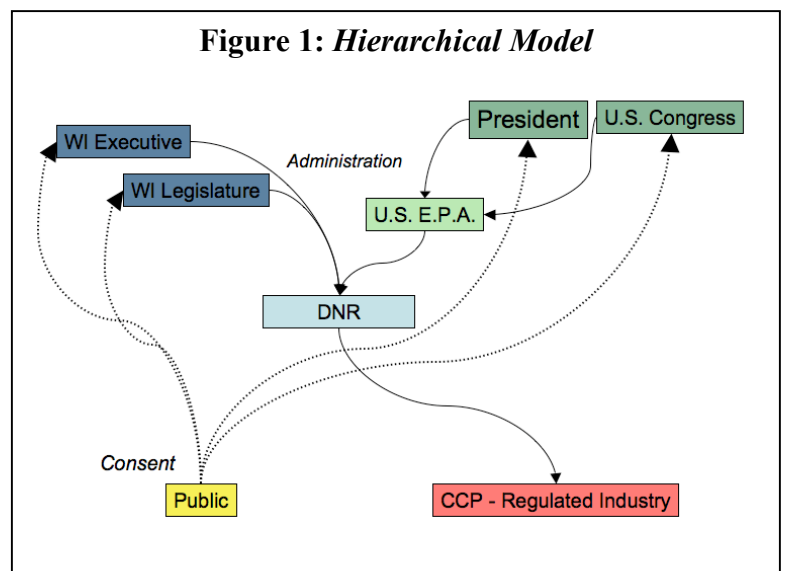 Figure 1: Hierarchical Model
President
U.S. Congress
WI Executive
Administration
WI Legislature
U.S. E.P.A.
DNR
Consent
Public
CCP - Regulated Industry